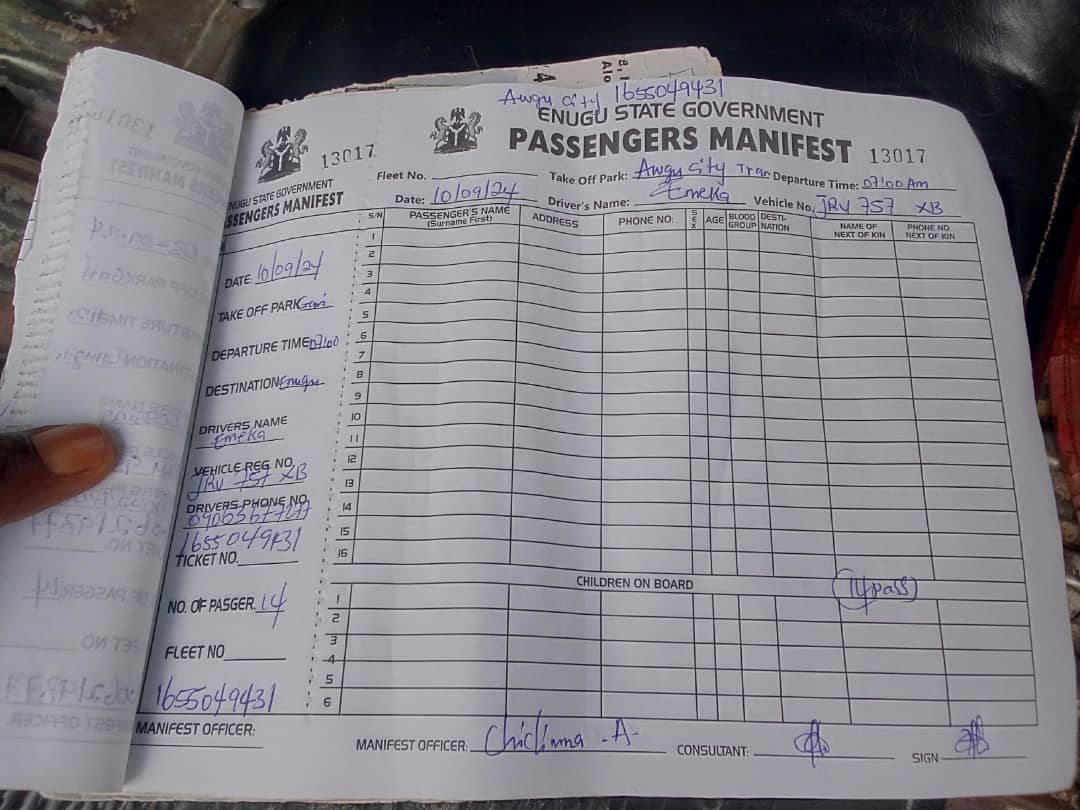 Awgu city 1655049431
ENUGU STATE GOVERNMENT
PASSENGERS MANIFEST 13017
Fleet No. Take Off Park: Awgu city Tran Departure Time: 07:00 Am
Date: 10/09/24 Driver's Name: Emeka Vehicle No. JRV 757 XB
S/N PASSENGER'S NAME (Surname First) ADDRESS PHONE NO: SEX AGE BLOOD GROUP DESTI-NATION NAME OF NEXT OF KIN PHONE NO. NEXT OF KIN
1
2
3
4
5
6
7
8
9
10
11
12
13
14
15
16
CHILDREN ON BOARD (14 pass)
1
2
3
4
5
6
MANIFEST OFFICER: Chidinma .A. CONSULTANT: SIGN
13017
ENUGU STATE GOVERNMENT
PASSENGERS MANIFEST
DATE: 10/09/24
TAKE OFF PARK
DEPARTURE TIME 07:00
DESTINATION Enugu
DRIVERS NAME
Emeka
VEHICLE REG NO.
JRV 757 XB
DRIVERS PHONE NO.
1655049431
TICKET NO.
NO. OF PASGER. 14
FLEET NO
1655049431
MANIFEST OFFICER: